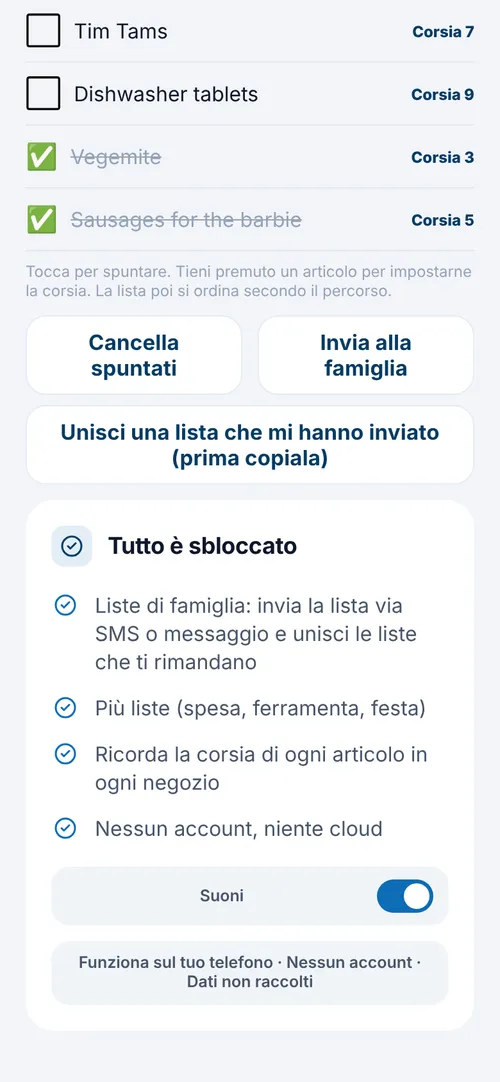 Tim Tams
Corsia 7
Dishwasher tablets
Corsia 9
Vegemite
Corsia 3
Sausages for the barbie
Corsia 5
Tocca per spuntare. Tieni premuto un articolo per impostarne
la corsia. La lista poi si ordina secondo il percorso.
Cancella
spuntati
Invia alla
famiglia
Unisci una lista che mi hanno inviato
(prima copiala)
Tutto è sbloccato
Liste di famiglia: invia la lista via
SMS o messaggio e unisci le liste
che ti rimandano
Più liste (spesa, ferramenta, festa)
Ricorda la corsia di ogni articolo in
ogni negozio
Nessun account, niente cloud
Suoni
Funziona sul tuo telefono · Nessun account ·
Dati non raccolti